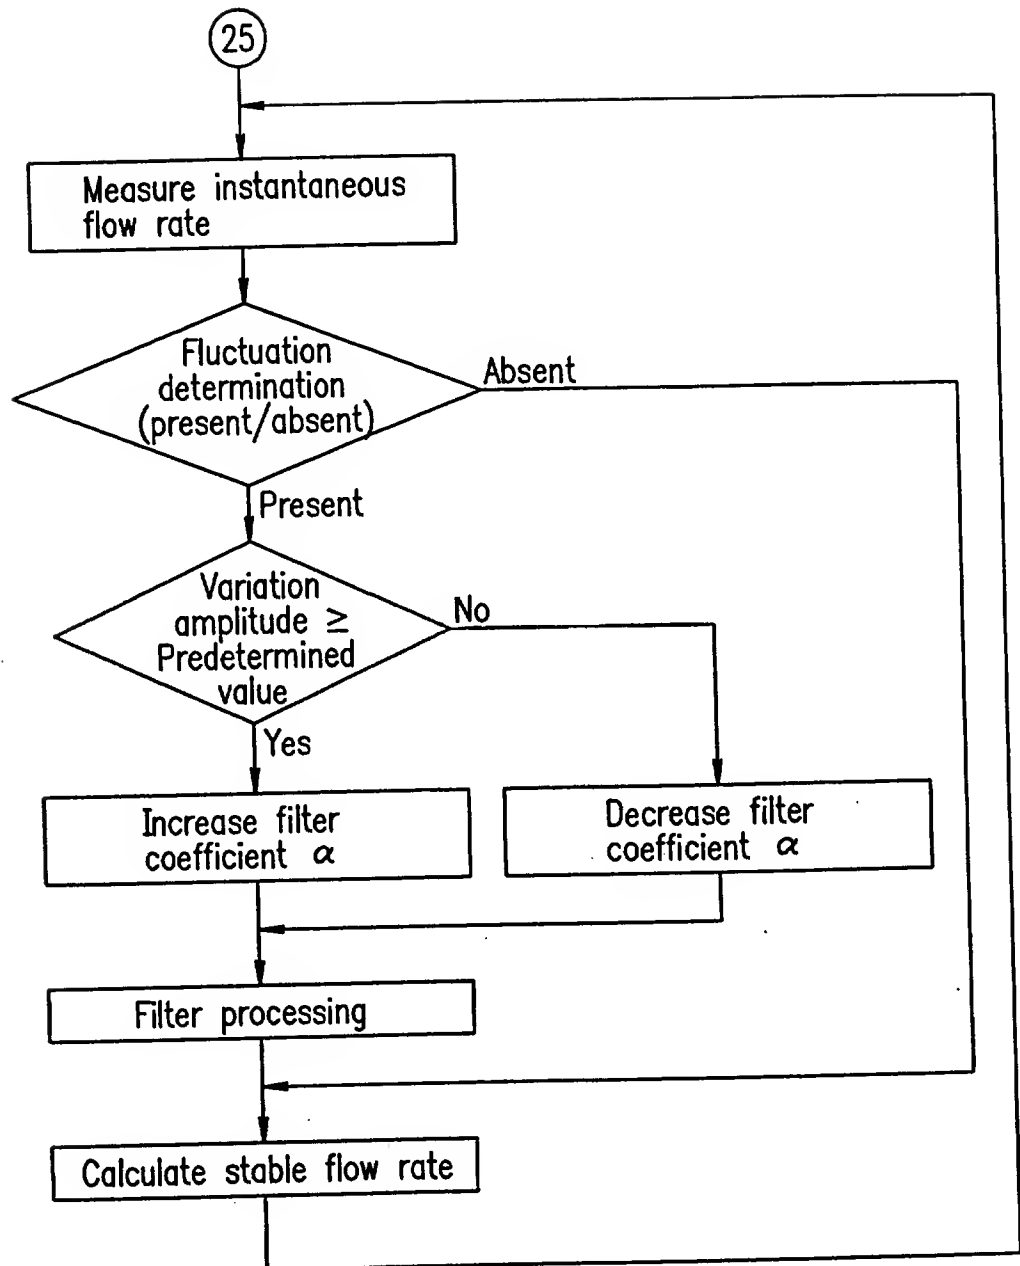 25
Measure instantaneous
flow rate
Fluctuation
determination
(present/absent)
Absent
Present
Variation
amplitude ≥
Predetermined
value
No
Yes
Increase filter
coefficient α
Decrease filter
coefficient α
Filter processing
Calculate stable flow rate